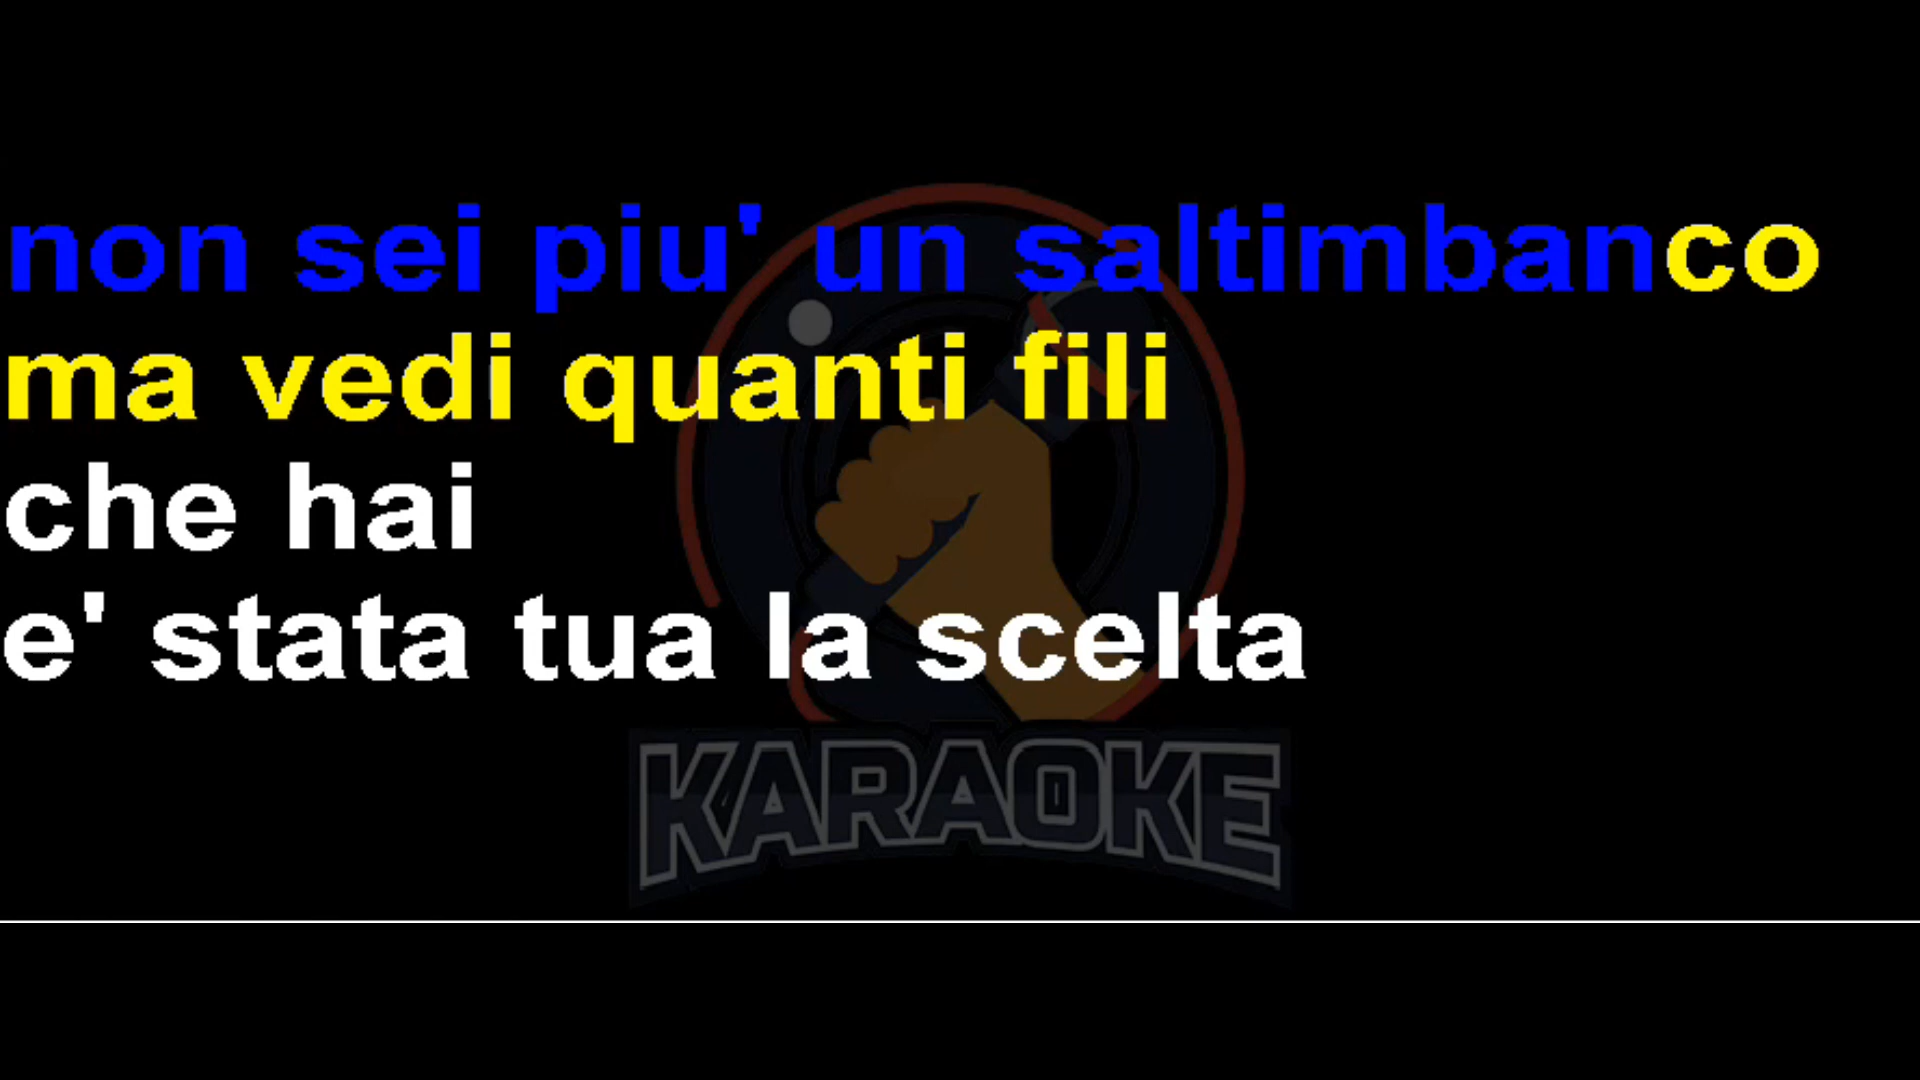 non sei piu' un saltimbanco
ma vedi quanti fili
che hai
e' stata tua la scelta
KARAOKE